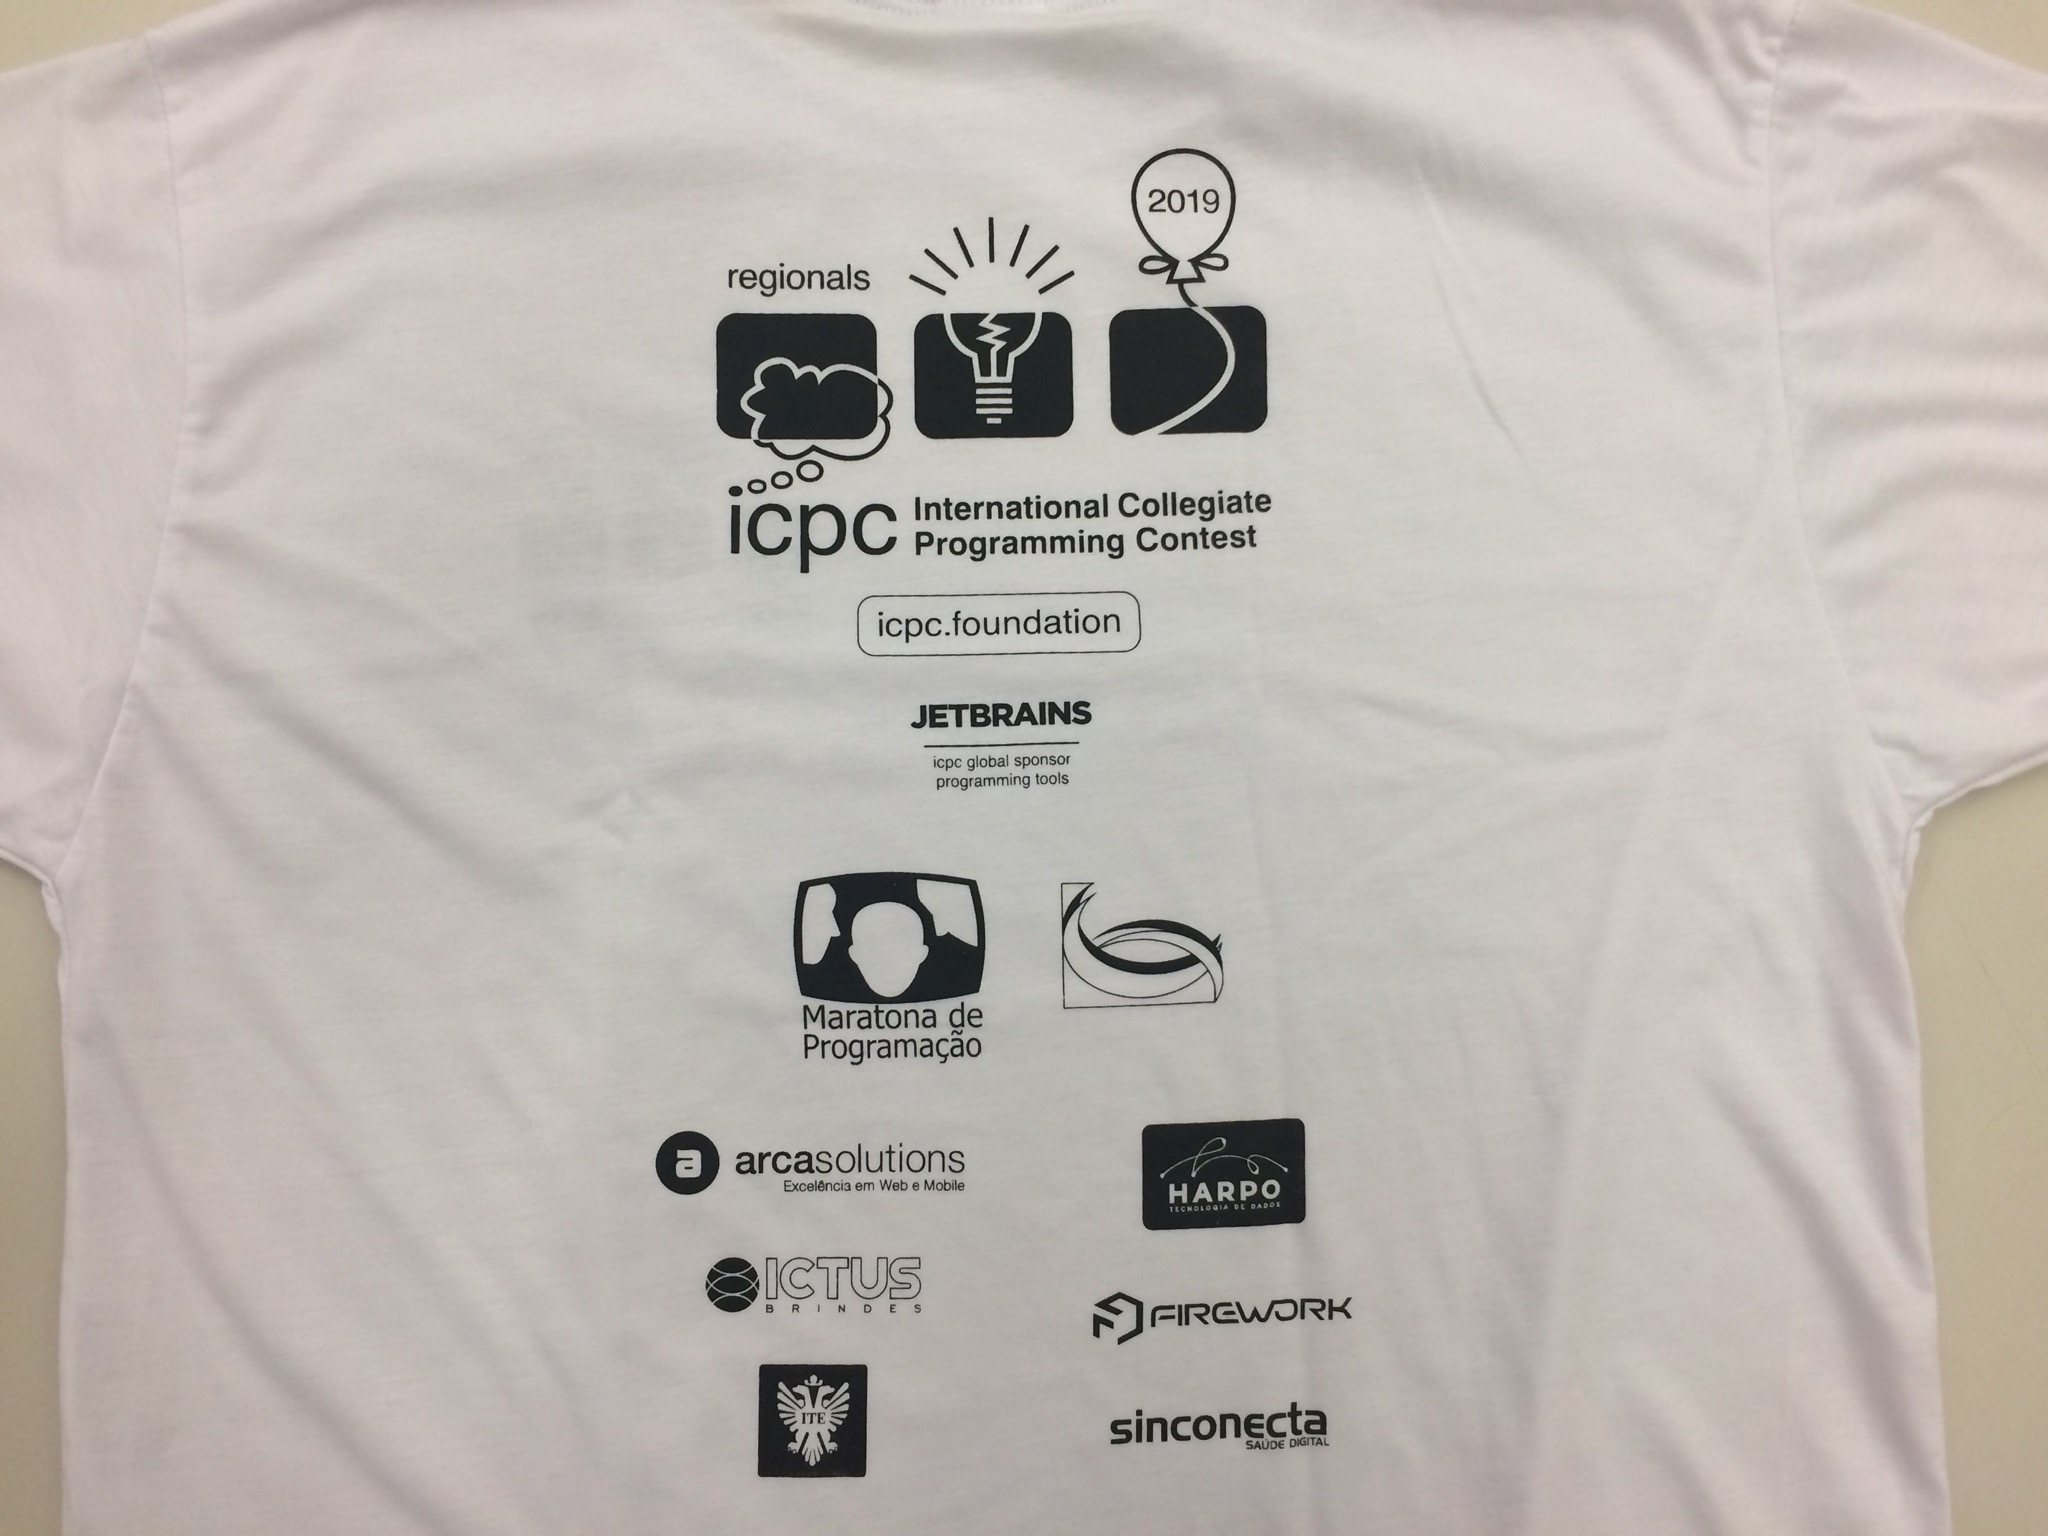 2019
regionals
icpc International Collegiate
Programming Contest
icpc.foundation
JETBRAINS
icpc global sponsor
programming tools
Maratona de
Programação
a arcasolutions
Excelência em Web e Mobile
HARPO
TECNOLOGIA DE DADOS
ICTUS
BRINDES
FIREWORK
ITE
sinconecta
SAÚDE DIGITAL